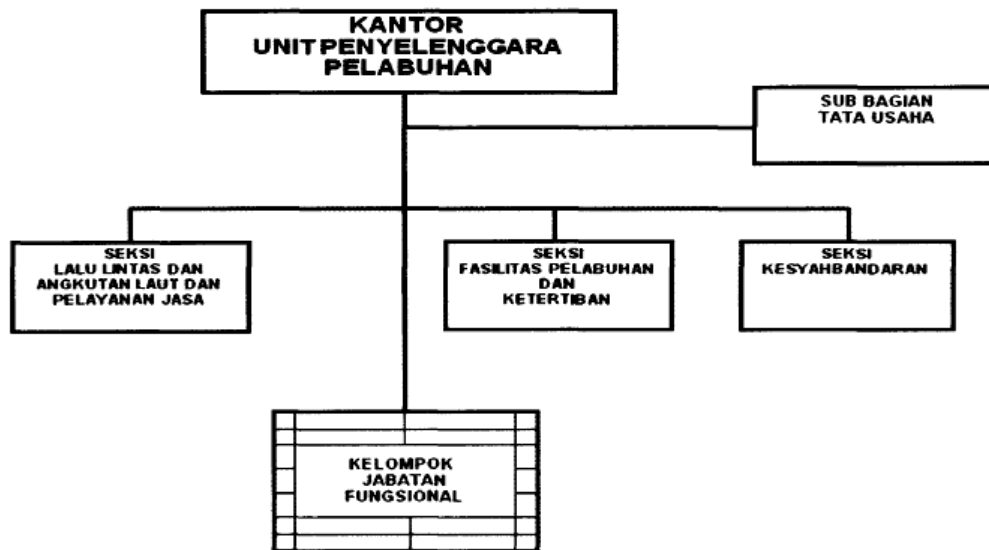 KANTOR
UNIT PENYELENGGARA
PELABUHAN
SUB BAGIAN
TATA USAHA
SEKSI
LALU LINTAS DAN
ANGKUTAN LAUT DAN
PELAYANAN JASA
SEKSI
FASILITAS PELABUHAN
DAN
KETERTIBAN
SEKSI
KESYAHBANDARAN
KELOMPOK
JABATAN
FUNGSIONAL